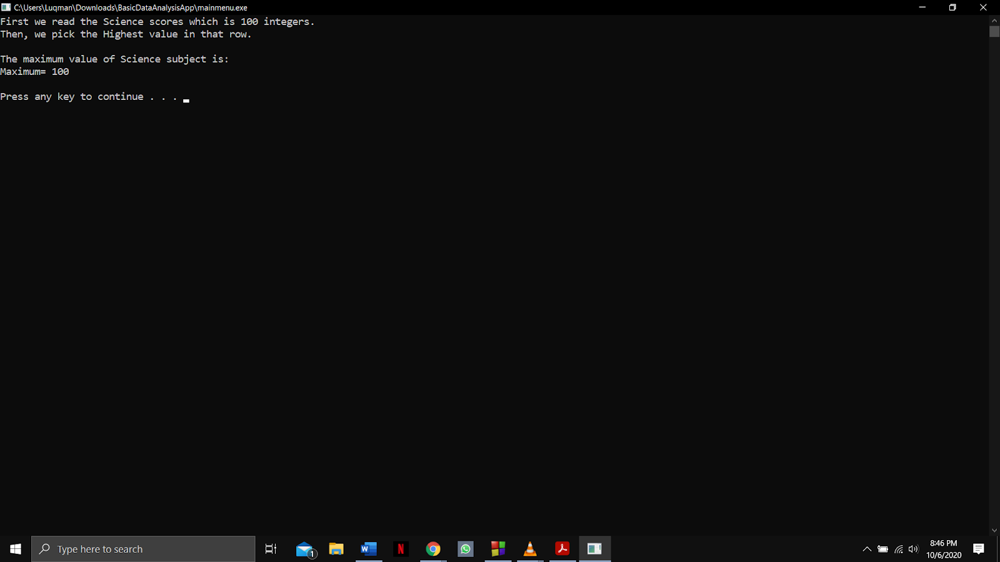 C:\Users\Luqman\Downloads\BasicDataAnalysisApp\mainmenu.exe
First we read the Science scores which is 100 integers.
Then, we pick the Highest value in that row.
The maximum value of Science subject is:
Maximum= 100
Press any key to continue . . .
Type here to search
1
W
N
8:46 PM
10/6/2020